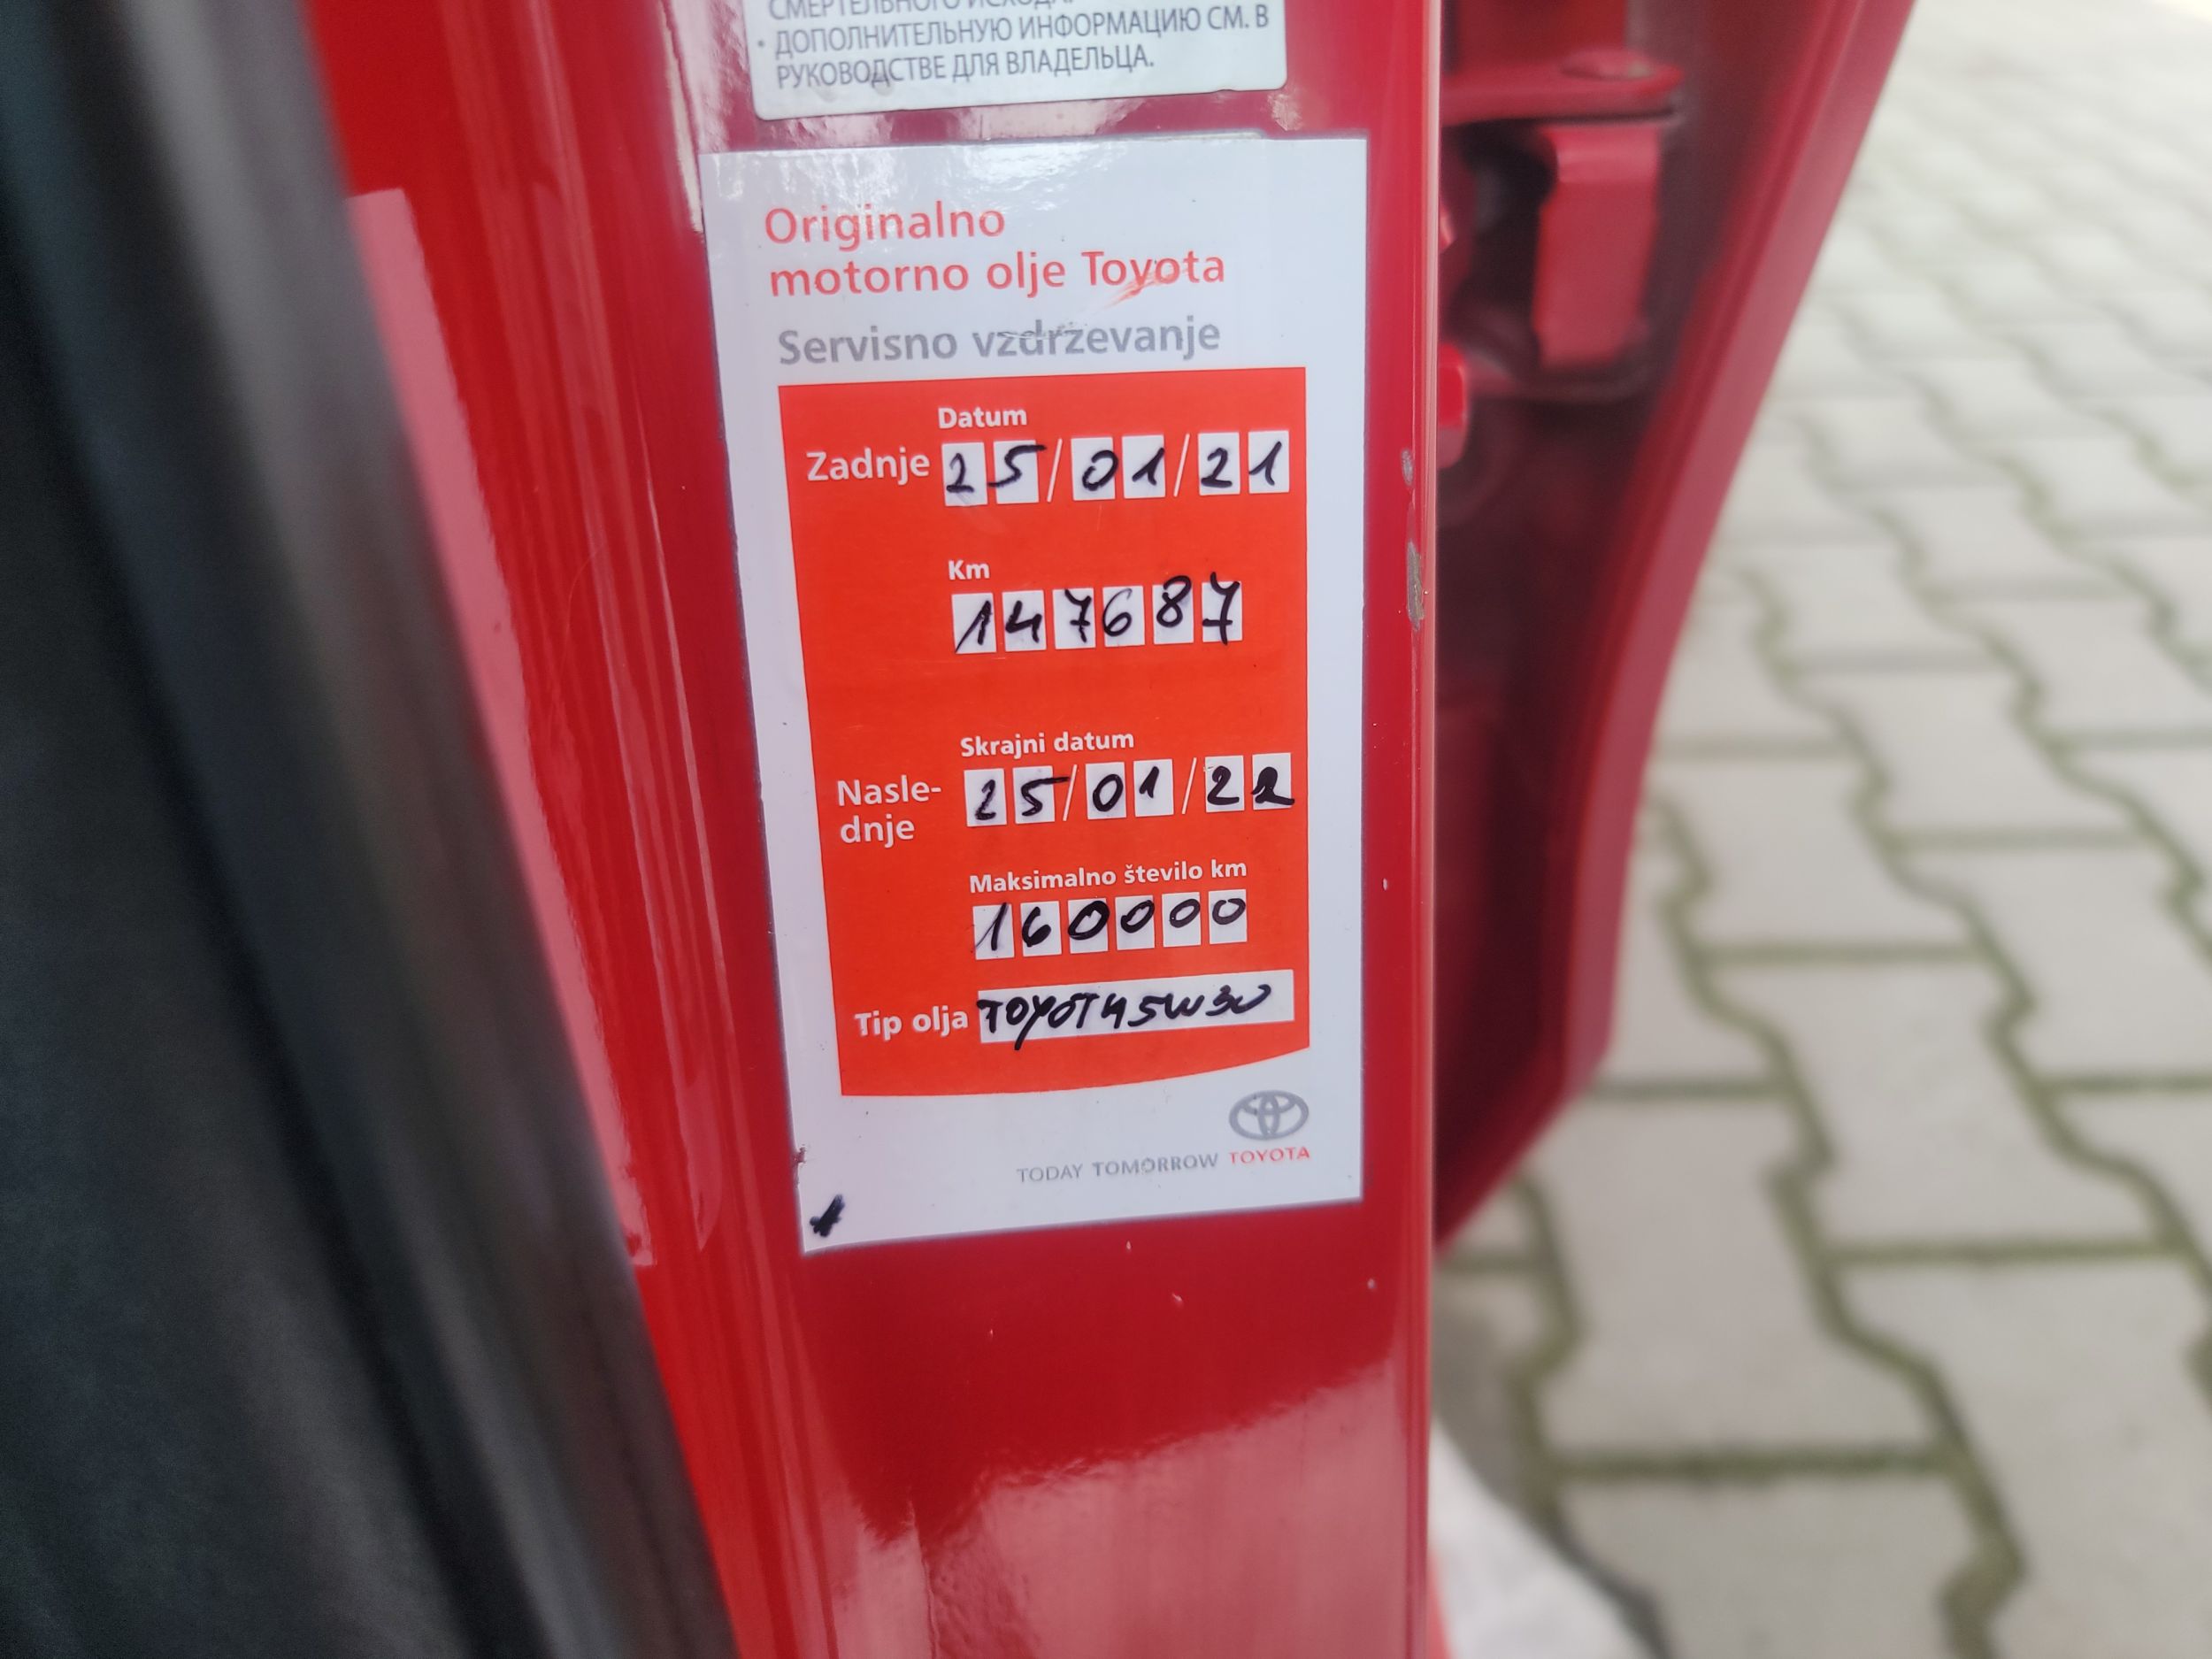 СМЕРТЕЛЬНОГО ИСХОДА.
• ДОПОЛНИТЕЛЬНУЮ ИНФОРМАЦИЮ СМ. В
РУКОВОДСТВЕ ДЛЯ ВЛАДЕЛЬЦА.
Originalno
motorno olje Toyota
Servisno vzdrževanje
Datum
Zadnje 25/01/21
Km
147687
Skrajni datum
Nasle-
dnje
25/01/22
Maksimalno število km
160000
Tip olja TOYOTA 5W30
TODAY TOMORROW TOYOTA